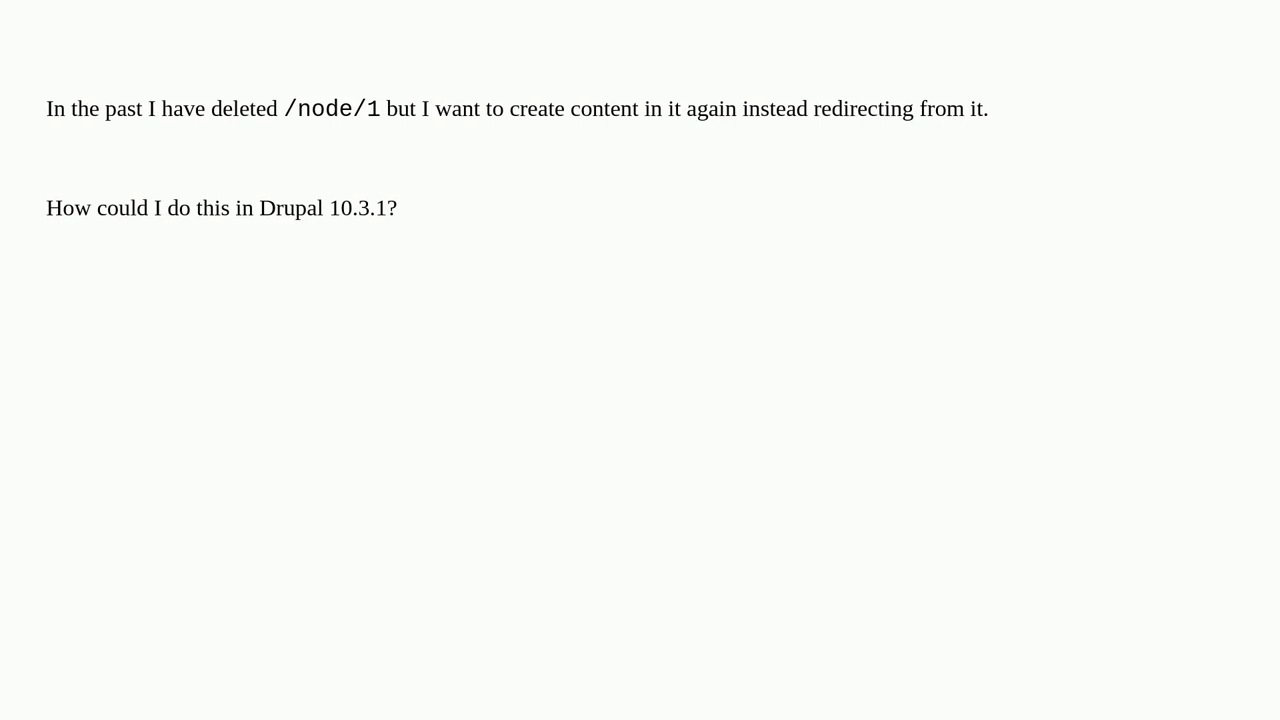 In the past I have deleted /node/1 but I want to create content in it again instead redirecting from it.
How could I do this in Drupal 10.3.1?